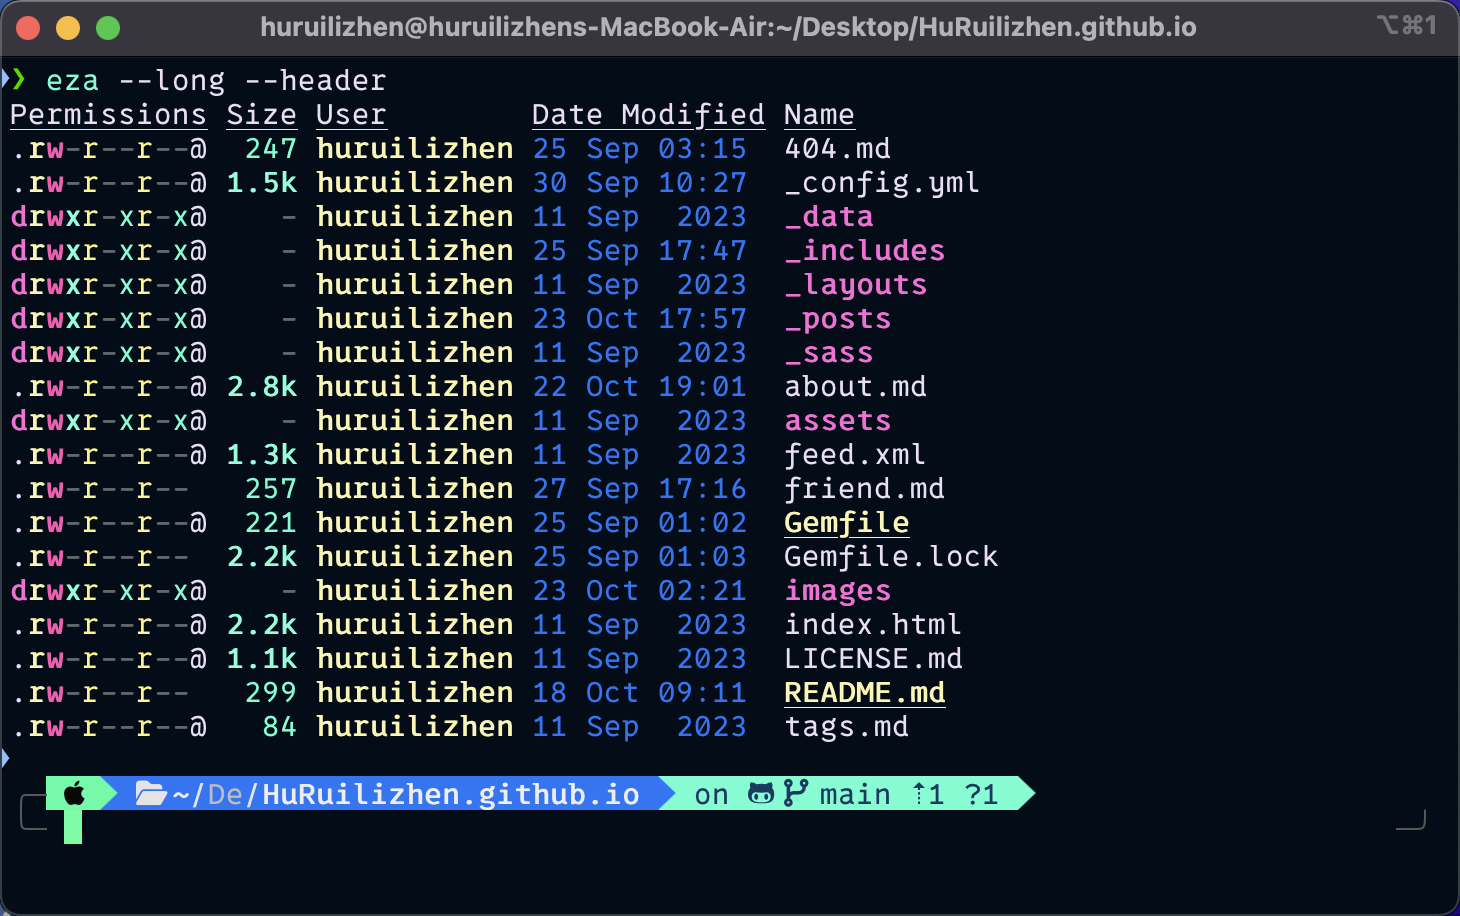 huruilizhen@huruilizhens-MacBook-Air:~/Desktop/HuRuilizhen.github.io ⌥⌘1
❯ eza --long --header
Permissions Size User        Date Modified Name
.rw-r--r--@  247 huruilizhen 25 Sep 03:15  404.md
.rw-r--r--@ 1.5k huruilizhen 30 Sep 10:27  _config.yml
drwxr-xr-x@    - huruilizhen 11 Sep  2023  _data
drwxr-xr-x@    - huruilizhen 25 Sep 17:47  _includes
drwxr-xr-x@    - huruilizhen 11 Sep  2023  _layouts
drwxr-xr-x@    - huruilizhen 23 Oct 17:57  _posts
drwxr-xr-x@    - huruilizhen 11 Sep  2023  _sass
.rw-r--r--@ 2.8k huruilizhen 22 Oct 19:01  about.md
drwxr-xr-x@    - huruilizhen 11 Sep  2023  assets
.rw-r--r--@ 1.3k huruilizhen 11 Sep  2023  feed.xml
.rw-r--r--   257 huruilizhen 27 Sep 17:16  friend.md
.rw-r--r--@  221 huruilizhen 25 Sep 01:02  Gemfile
.rw-r--r--  2.2k huruilizhen 25 Sep 01:03  Gemfile.lock
drwxr-xr-x@    - huruilizhen 23 Oct 02:21  images
.rw-r--r--@ 2.2k huruilizhen 11 Sep  2023  index.html
.rw-r--r--@ 1.1k huruilizhen 11 Sep  2023  LICENSE.md
.rw-r--r--   299 huruilizhen 18 Oct 09:11  README.md
.rw-r--r--@   84 huruilizhen 11 Sep  2023  tags.md
~/De/HuRuilizhen.github.io on main ⇡1 ?1